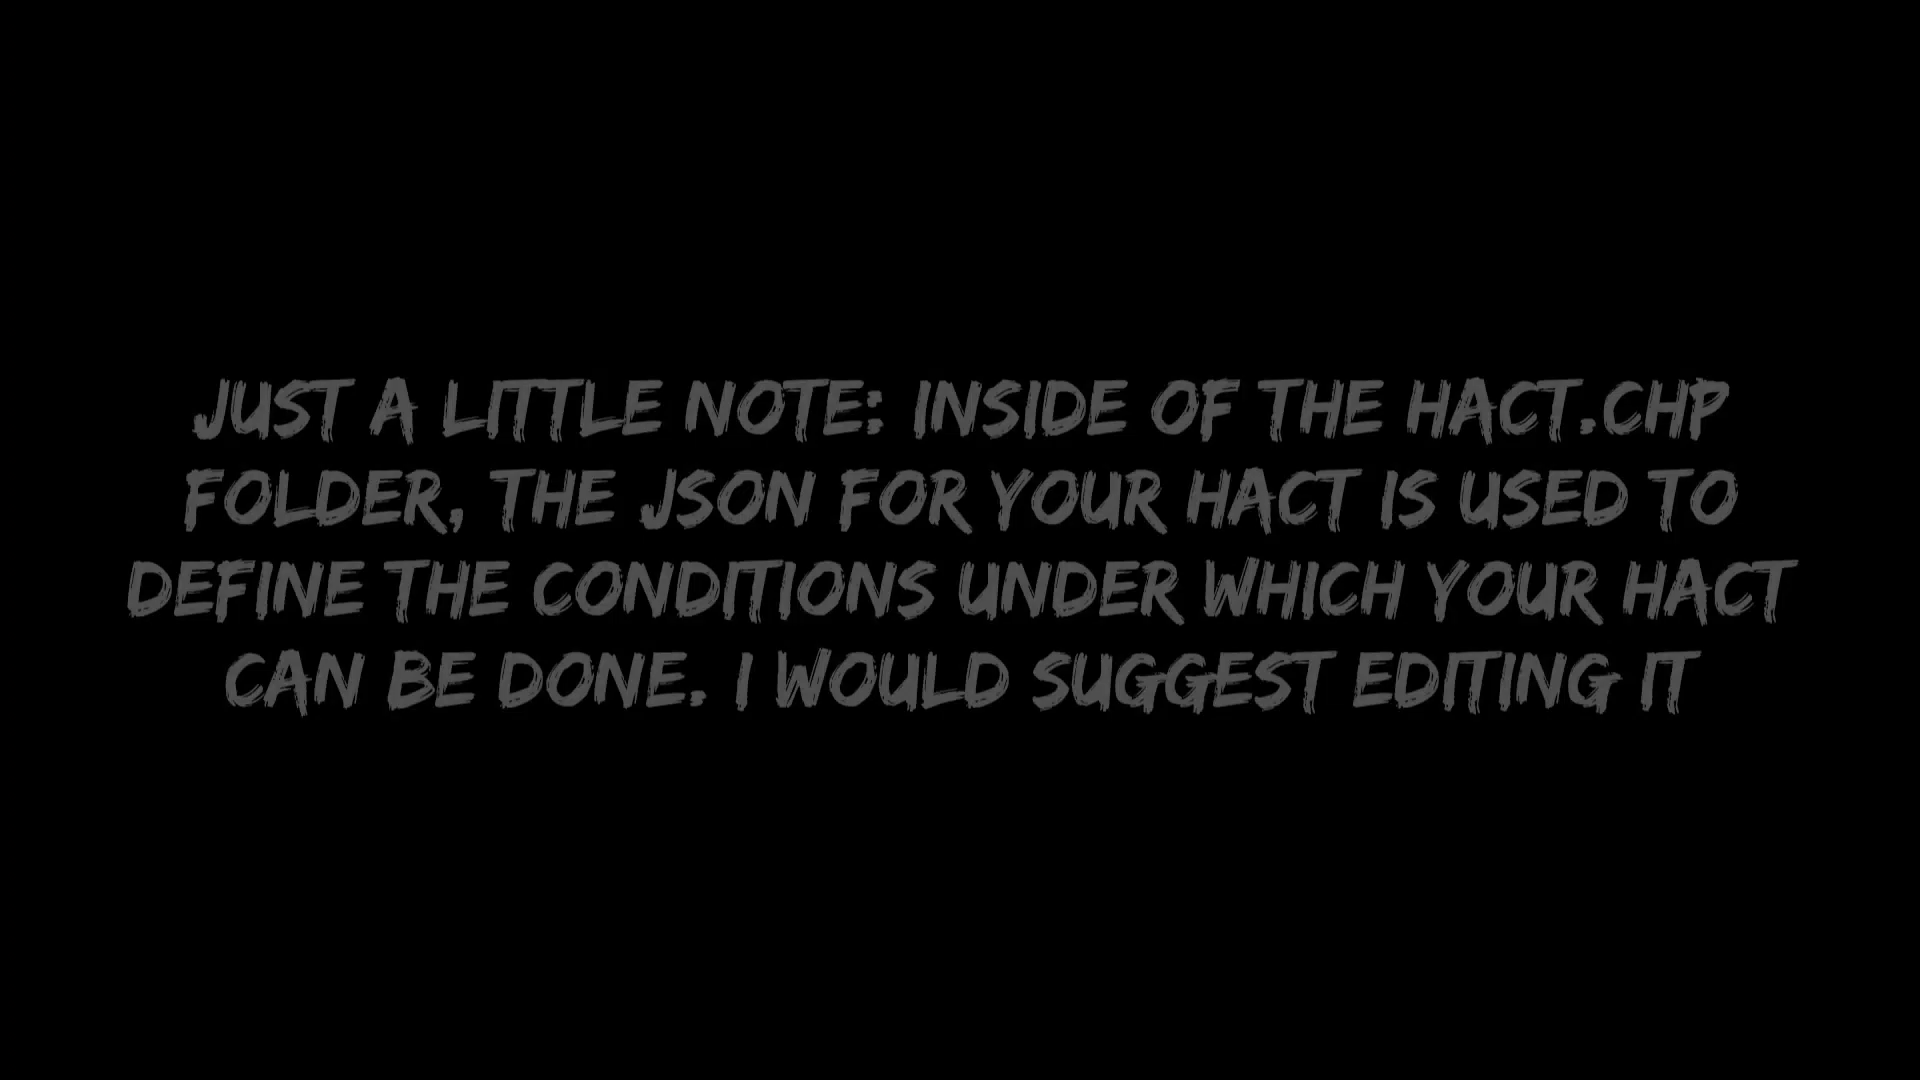 JUST A LITTLE NOTE: INSIDE OF THE HACT.CHP
FOLDER, THE JSON FOR YOUR HACT IS USED TO
DEFINE THE CONDITIONS UNDER WHICH YOUR HACT
CAN BE DONE. I WOULD SUGGEST EDITING IT